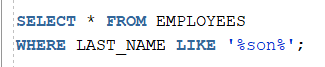 SELECT * FROM EMPLOYEES
WHERE LAST_NAME LIKE '%son%';